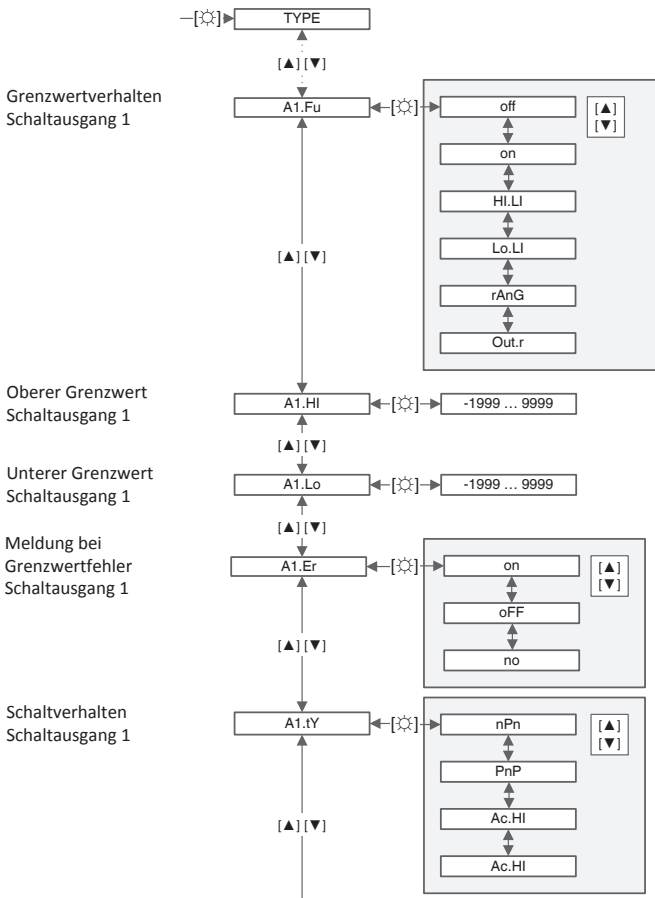 [☼] TYPE
[▲] [▼]
Grenzwertverhalten
Schaltausgang 1
A1.Fu [☼] off [▲]
[▼]
on
HI.LI
Lo.LI
[▲] [▼]
rAnG
Out.r
Oberer Grenzwert
Schaltausgang 1
A1.HI [☼] -1999 … 9999
[▲] [▼]
Unterer Grenzwert
Schaltausgang 1
A1.Lo [☼] -1999 … 9999
[▲] [▼]
Meldung bei
Grenzwertfehler
Schaltausgang 1
A1.Er [☼] on [▲]
[▼]
oFF
[▲] [▼]
no
Schaltverhalten
Schaltausgang 1
A1.tY [☼] nPn [▲]
[▼]
PnP
Ac.HI
[▲] [▼]
Ac.HI